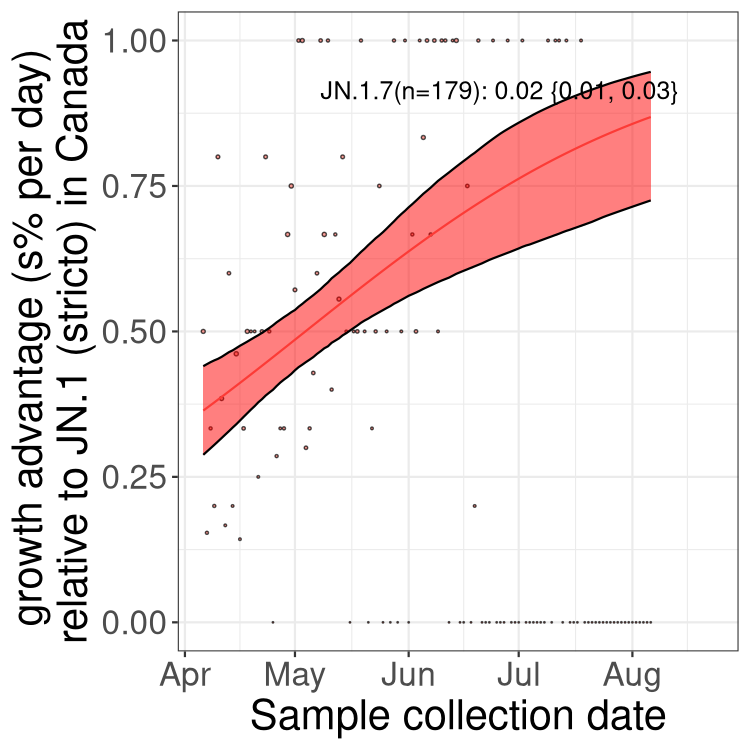 growth advantage (s% per day)
relative to JN.1 (stricto) in Canada
1.00
0.75
0.50
0.25
0.00
JN.1.7(n=179): 0.02 {0.01, 0.03}
Apr May Jun Jul Aug
Sample collection date